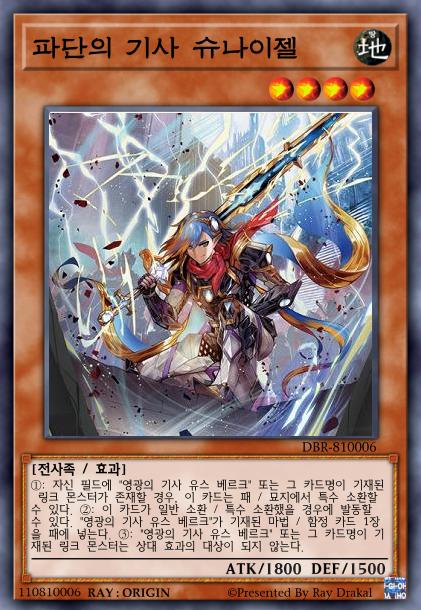 파단의 기사 슈나이젤
땅
地
DBR-810006
[전사족 / 효과]
①: 자신 필드에 "영광의 기사 유스 베르크" 또는 그 카드명이 기재된
링크 몬스터가 존재할 경우, 이 카드는 패 / 묘지에서 특수 소환할
수 있다. ②: 이 카드가 일반 소환 / 특수 소환했을 경우에 발동할
수 있다. "영광의 기사 유스 베르크"가 기재된 마법 / 함정 카드 1장
을 패에 넣는다. ③: "영광의 기사 유스 베르크" 또는 그 카드명이 기
재된 링크 몬스터는 상대 효과의 대상이 되지 않는다.
ATK/1800 DEF/1500
110810006 RAY : ORIGIN ©Presented By Ray Drakal